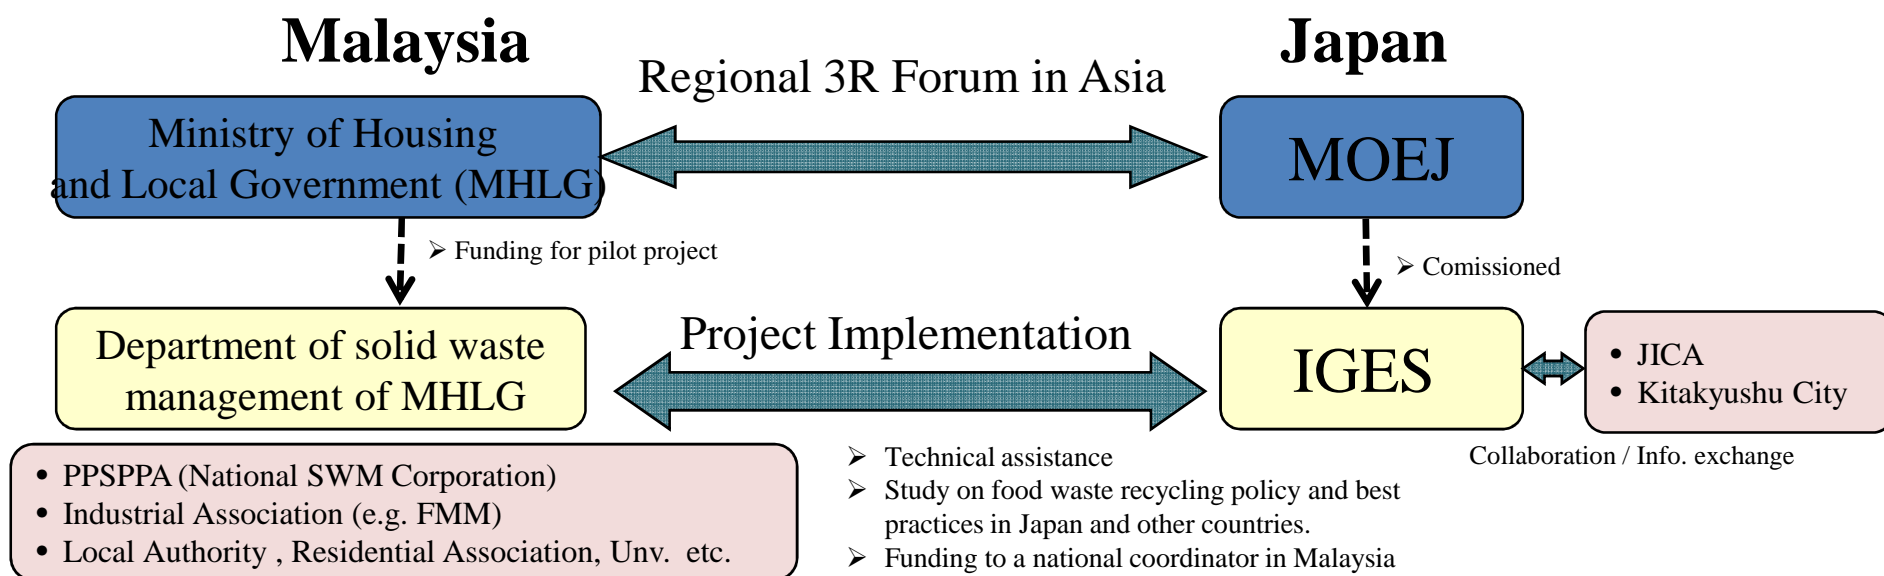 Malaysia
Japan
Regional 3R Forum in Asia
Ministry of Housing
and Local Government (MHLG)
MOEJ
➢ Funding for pilot project
➢ Comissioned
Department of solid waste
management of MHLG
Project Implementation
IGES
• JICA
• Kitakyushu City
Collaboration / Info. exchange
• PPSPPA (National SWM Corporation)
• Industrial Association (e.g. FMM)
• Local Authority , Residential Association, Unv. etc.
➢ Technical assistance
➢ Study on food waste recycling policy and best
practices in Japan and other countries.
➢ Funding to a national coordinator in Malaysia